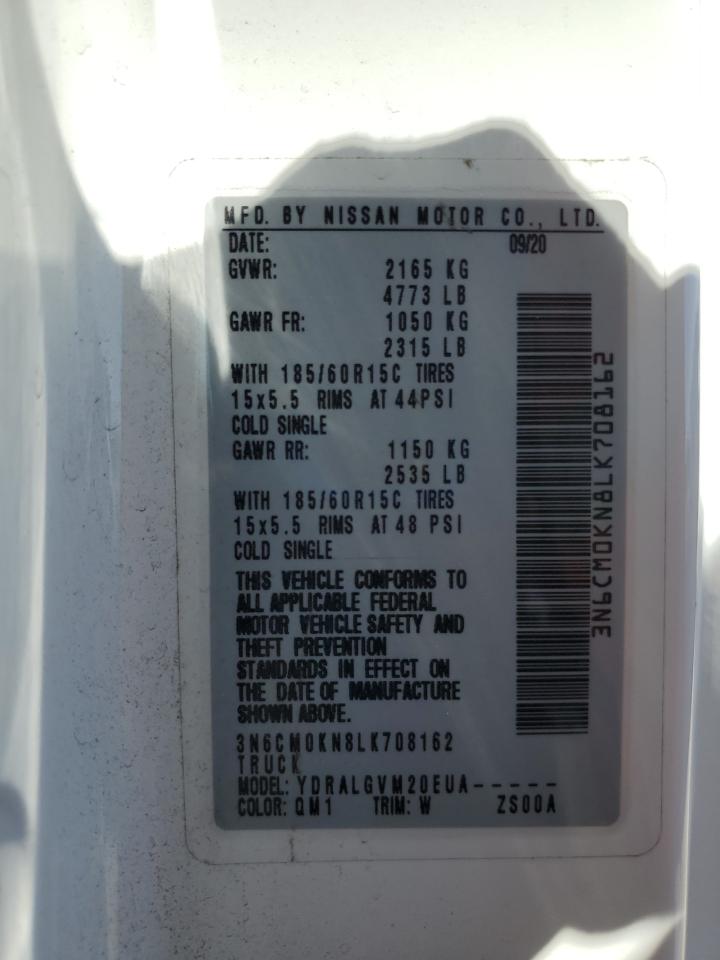 MFD. BY NISSAN MOTOR CO., LTD.
DATE: 09/20
GVWR: 2165 KG
4773 LB
GAWR FR: 1050 KG
2315 LB
WITH 185/60R15C TIRES
15x5.5 RIMS AT 44PSI
COLD SINGLE
GAWR RR: 1150 KG
2535 LB
WITH 185/60R15C TIRES
15x5.5 RIMS AT 48 PSI
COLD SINGLE
THIS VEHICLE CONFORMS TO
ALL APPLICABLE FEDERAL
MOTOR VEHICLE SAFETY AND
THEFT PREVENTION
STANDARDS IN EFFECT ON
THE DATE OF MANUFACTURE
SHOWN ABOVE.
3N6CM0KN8LK708162
TRUCK
MODEL: YDRALGVM20EUA-----
COLOR: QM1 TRIM: W ZS00A
3N6CM0KN8LK708162